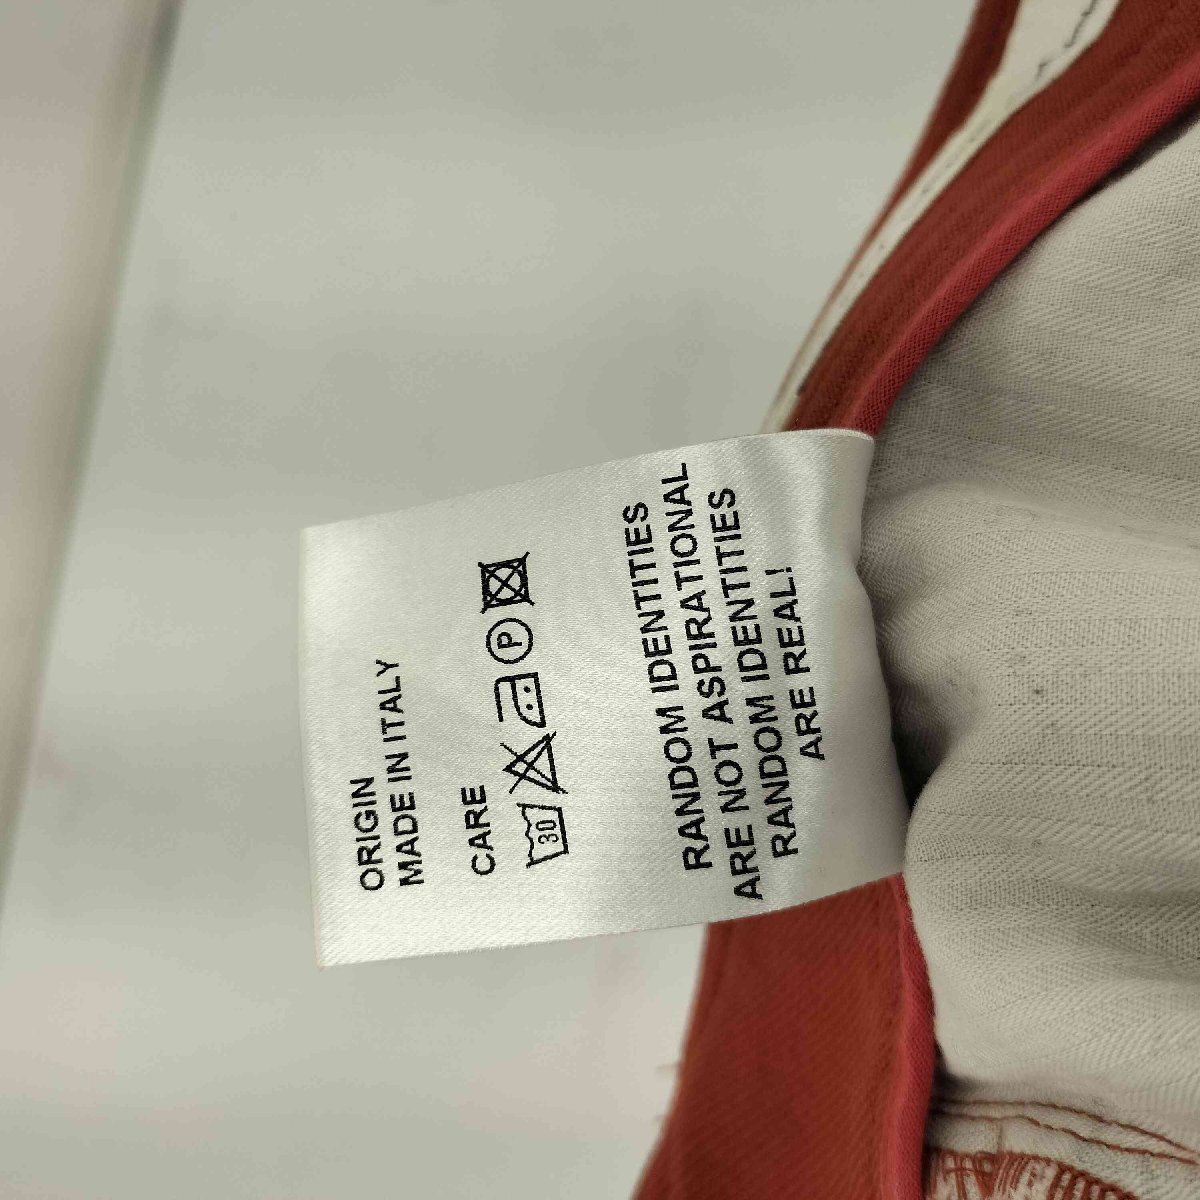 ORIGIN
MADE IN ITALY
CARE
30 P
RANDOM IDENTITIES
ARE NOT ASPIRATIONAL
RANDOM IDENTITIES
ARE REAL!